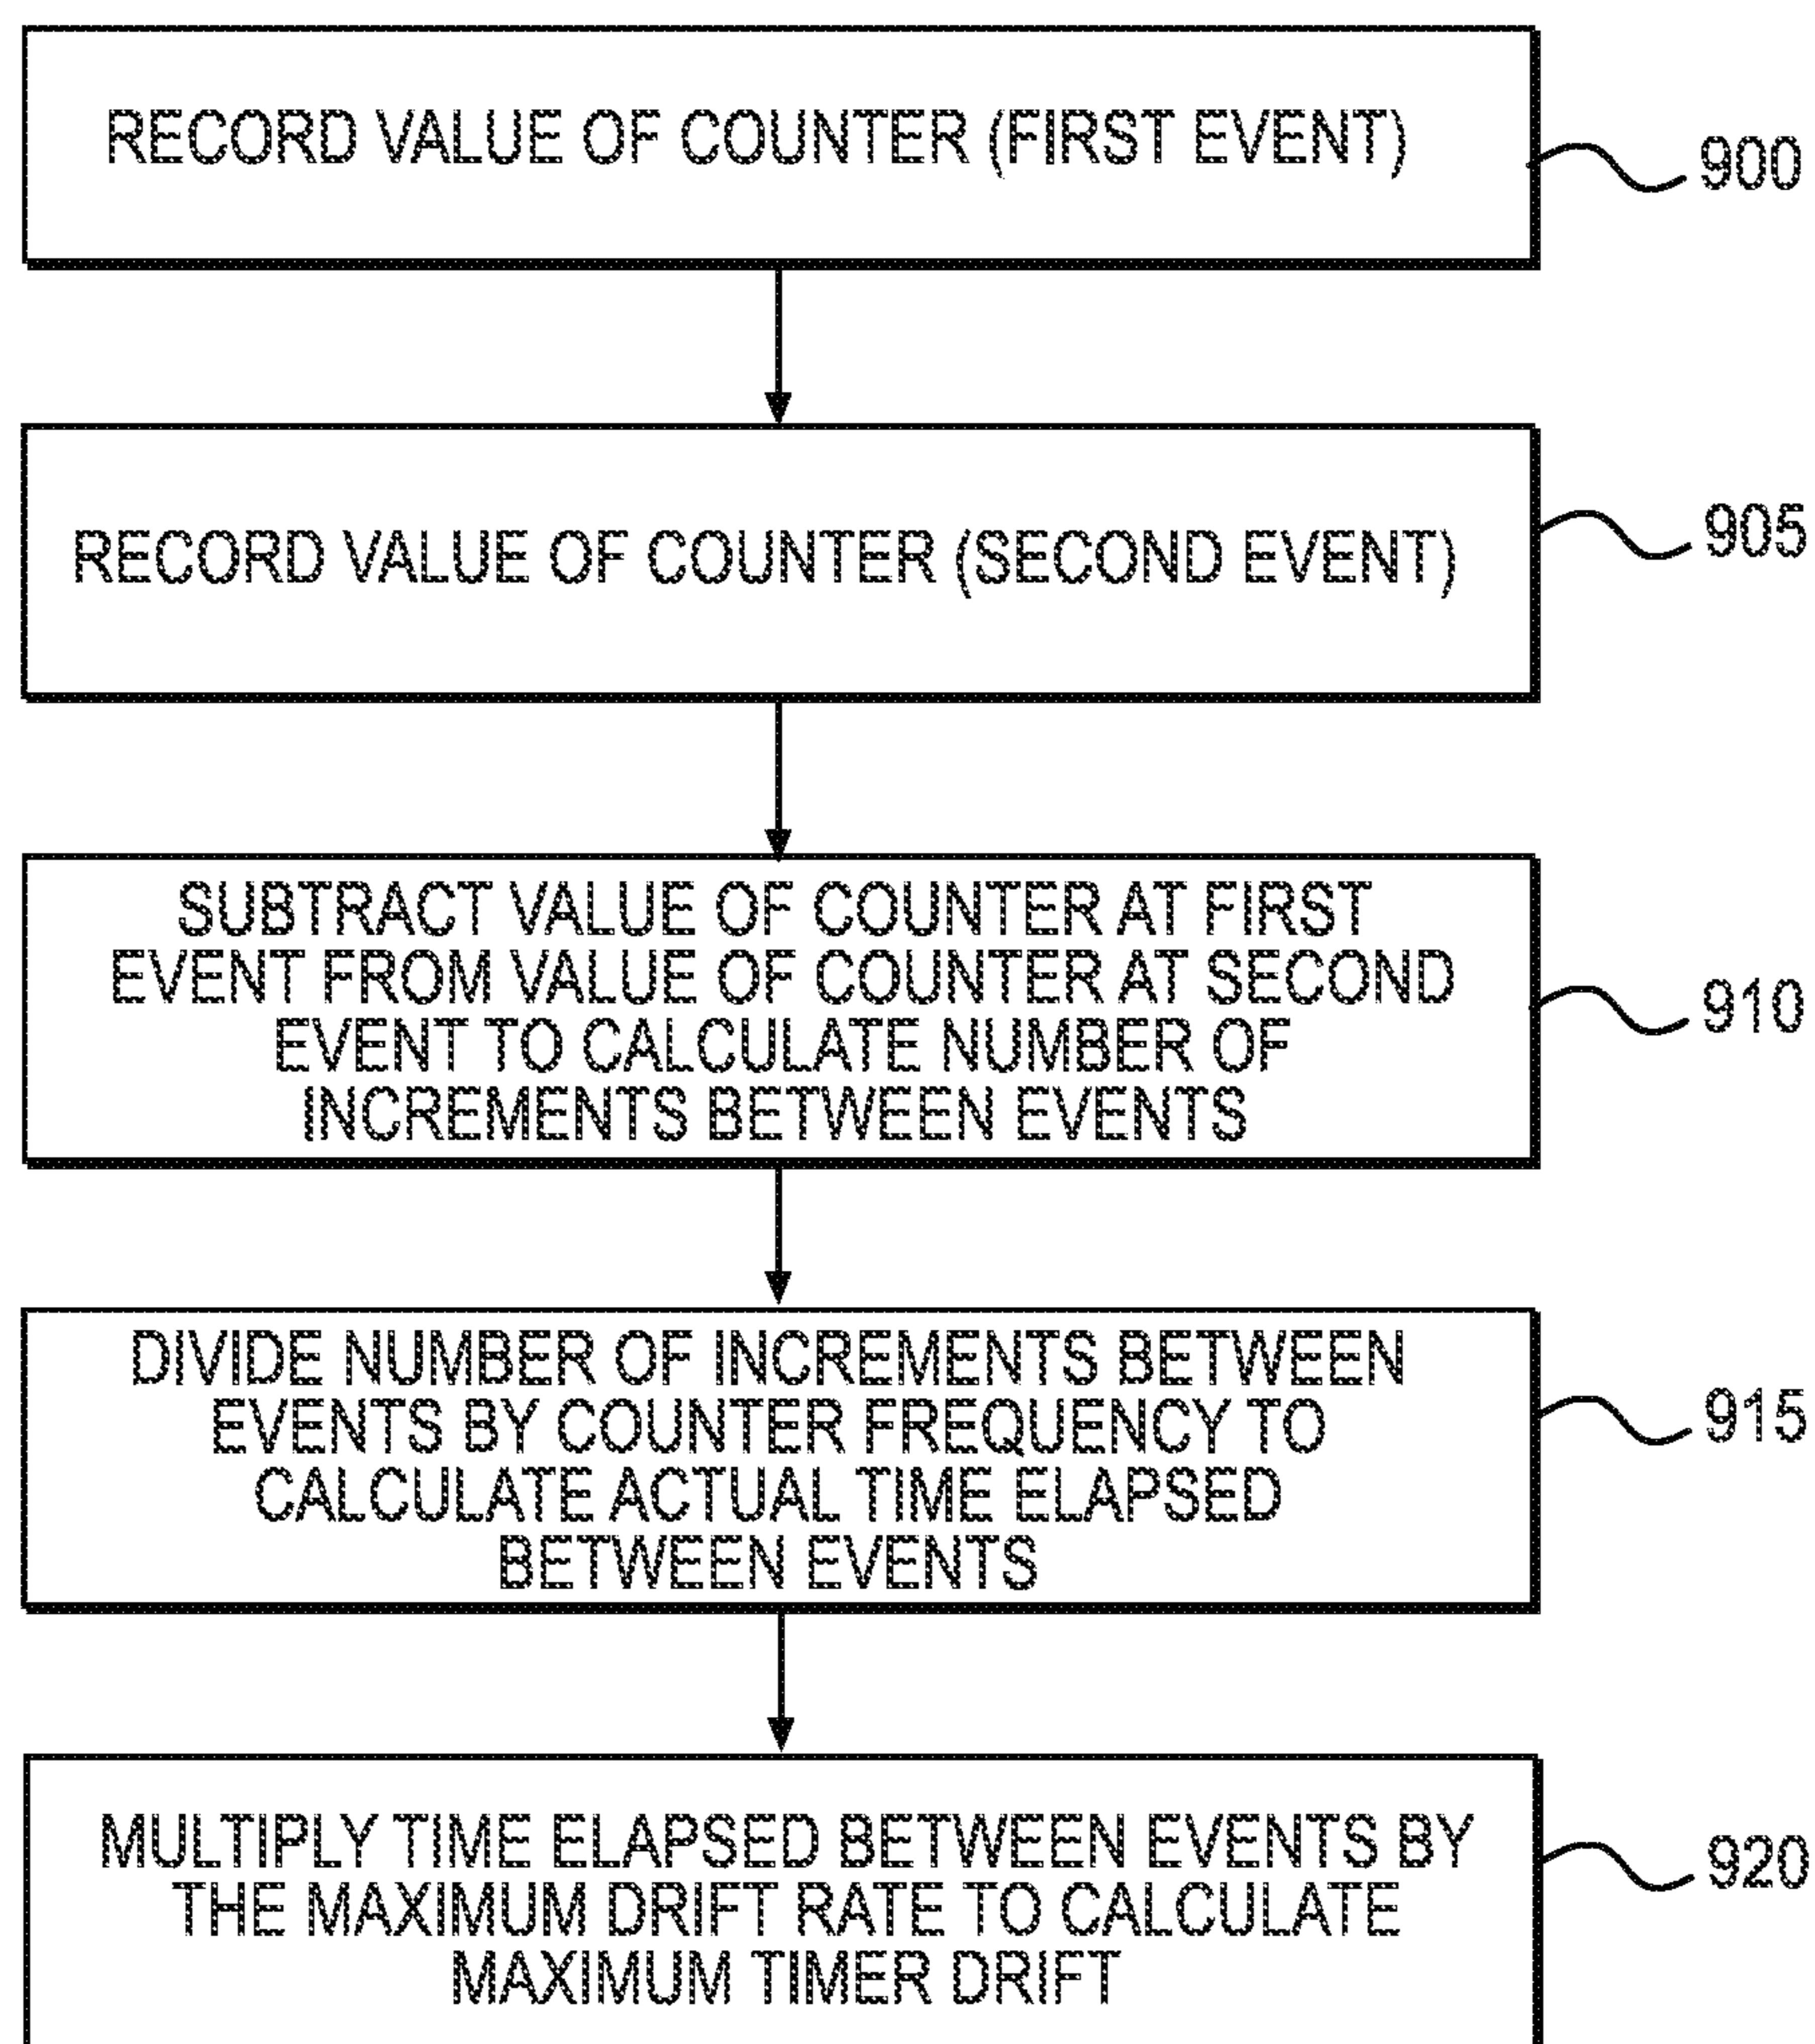 RECORD VALUE OF COUNTER (FIRST EVENT)
900
RECORD VALUE OF COUNTER (SECOND EVENT)
905
SUBTRACT VALUE OF COUNTER AT FIRST
EVENT FROM VALUE OF COUNTER AT SECOND
EVENT TO CALCULATE NUMBER OF
INCREMENTS BETWEEN EVENTS
910
DIVIDE NUMBER OF INCREMENTS BETWEEN
EVENTS BY COUNTER FREQUENCY TO
CALCULATE ACTUAL TIME ELAPSED
BETWEEN EVENTS
915
MULTIPLY TIME ELAPSED BETWEEN EVENTS BY
THE MAXIMUM DRIFT RATE TO CALCULATE
MAXIMUM TIMER DRIFT
920